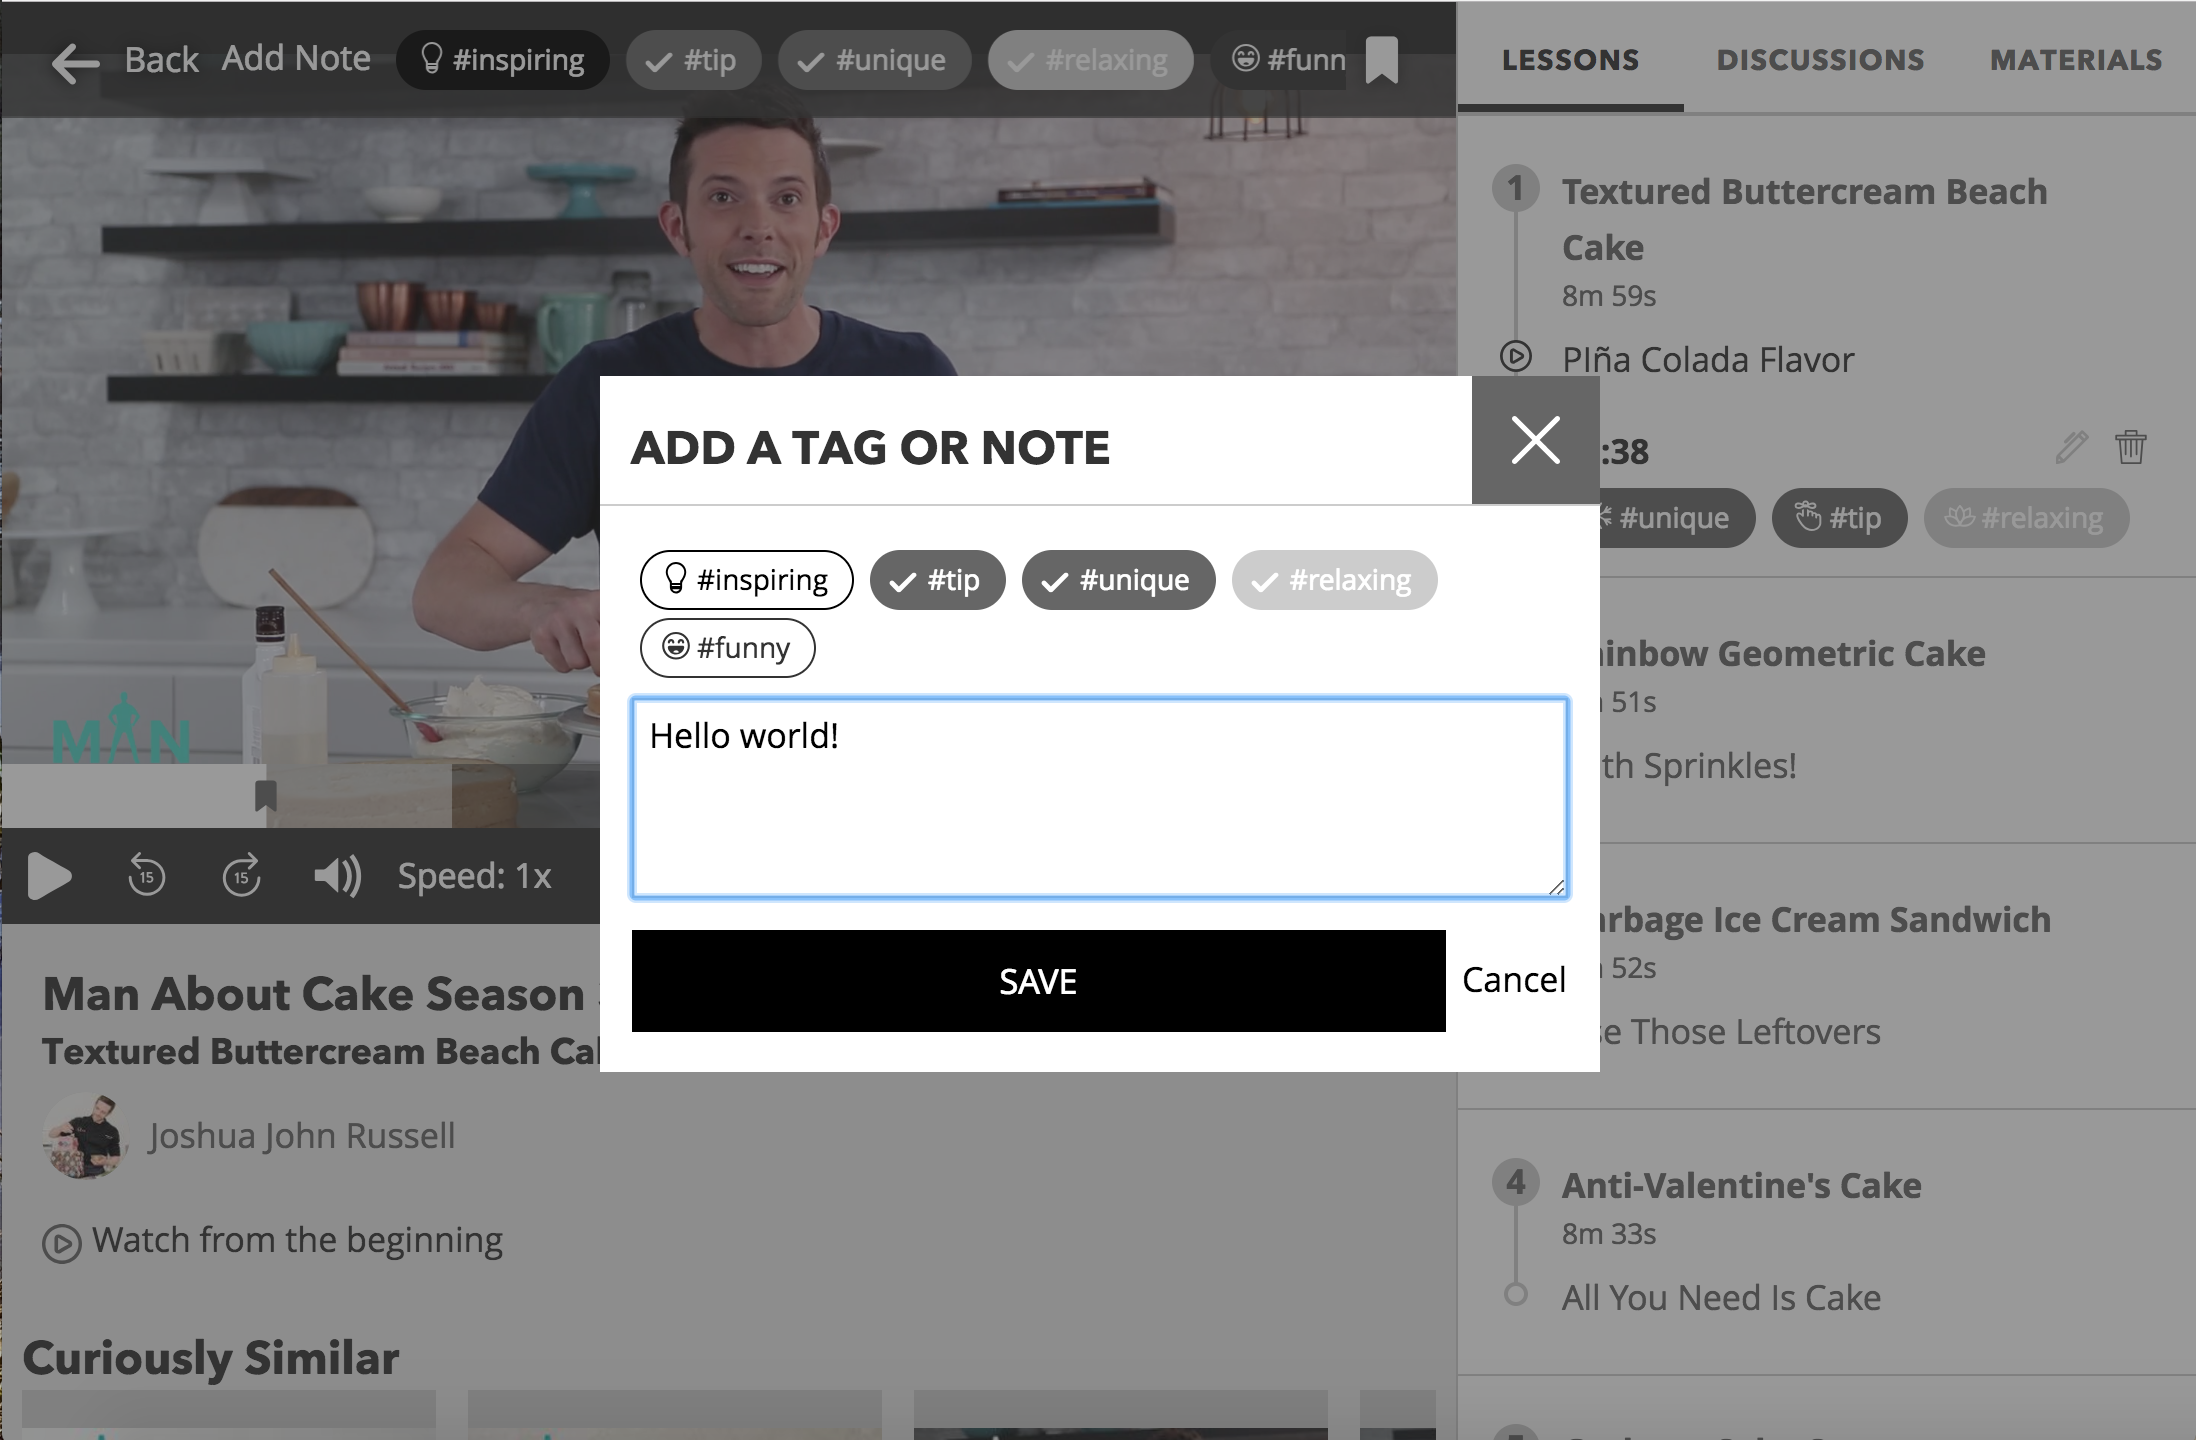 Back Add Note #inspiring #tip #unique #relaxing #funn
LESSONS DISCUSSIONS MATERIALS
1 Textured Buttercream Beach
Cake
8m 59s
PIña Colada Flavor
:38
#unique #tip #relaxing
ADD A TAG OR NOTE
#inspiring #tip #unique #relaxing
#funny
Hello world!
SAVE Cancel
inbow Geometric Cake
51s
th Sprinkles!
rbage Ice Cream Sandwich
52s
e Those Leftovers
4 Anti-Valentine's Cake
8m 33s
All You Need Is Cake
MAN
15 15 Speed: 1x
Man About Cake Season
Textured Buttercream Beach Cak
Joshua John Russell
Watch from the beginning
Curiously Similar